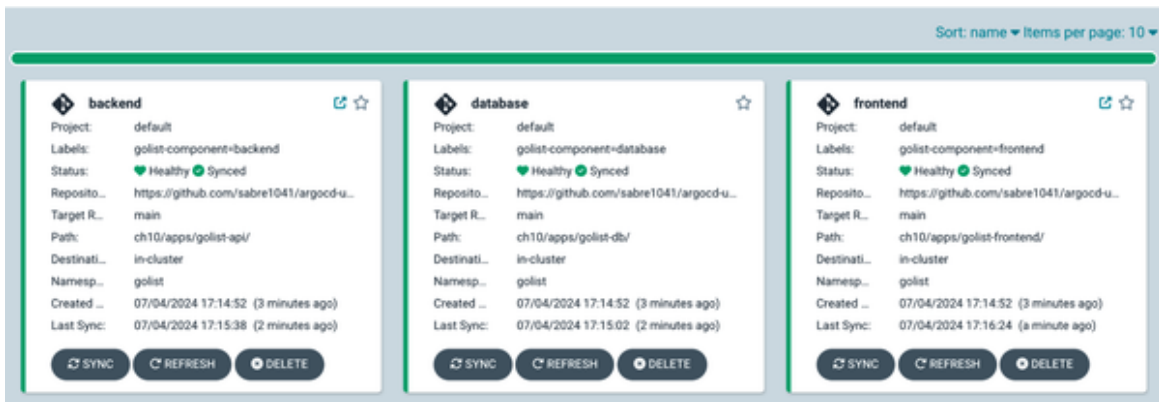 Sort: name Items per page: 10
backend
Project: default
Labels: golist-component=backend
Status: Healthy Synced
Reposito... https://github.com/sabre1041/argocd-u...
Target R... main
Path: ch10/apps/golist-api/
Destinati... in-cluster
Namesp... golist
Created ... 07/04/2024 17:14:52 (3 minutes ago)
Last Sync: 07/04/2024 17:15:38 (2 minutes ago)
SYNC REFRESH DELETE
database
Project: default
Labels: golist-component=database
Status: Healthy Synced
Reposito... https://github.com/sabre1041/argocd-u...
Target R... main
Path: ch10/apps/golist-db/
Destinati... in-cluster
Namesp... golist
Created ... 07/04/2024 17:14:52 (3 minutes ago)
Last Sync: 07/04/2024 17:15:02 (2 minutes ago)
SYNC REFRESH DELETE
frontend
Project: default
Labels: golist-component=frontend
Status: Healthy Synced
Reposito... https://github.com/sabre1041/argocd-u...
Target R... main
Path: ch10/apps/golist-frontend/
Destinati... in-cluster
Namesp... golist
Created ... 07/04/2024 17:14:52 (3 minutes ago)
Last Sync: 07/04/2024 17:16:24 (a minute ago)
SYNC REFRESH DELETE